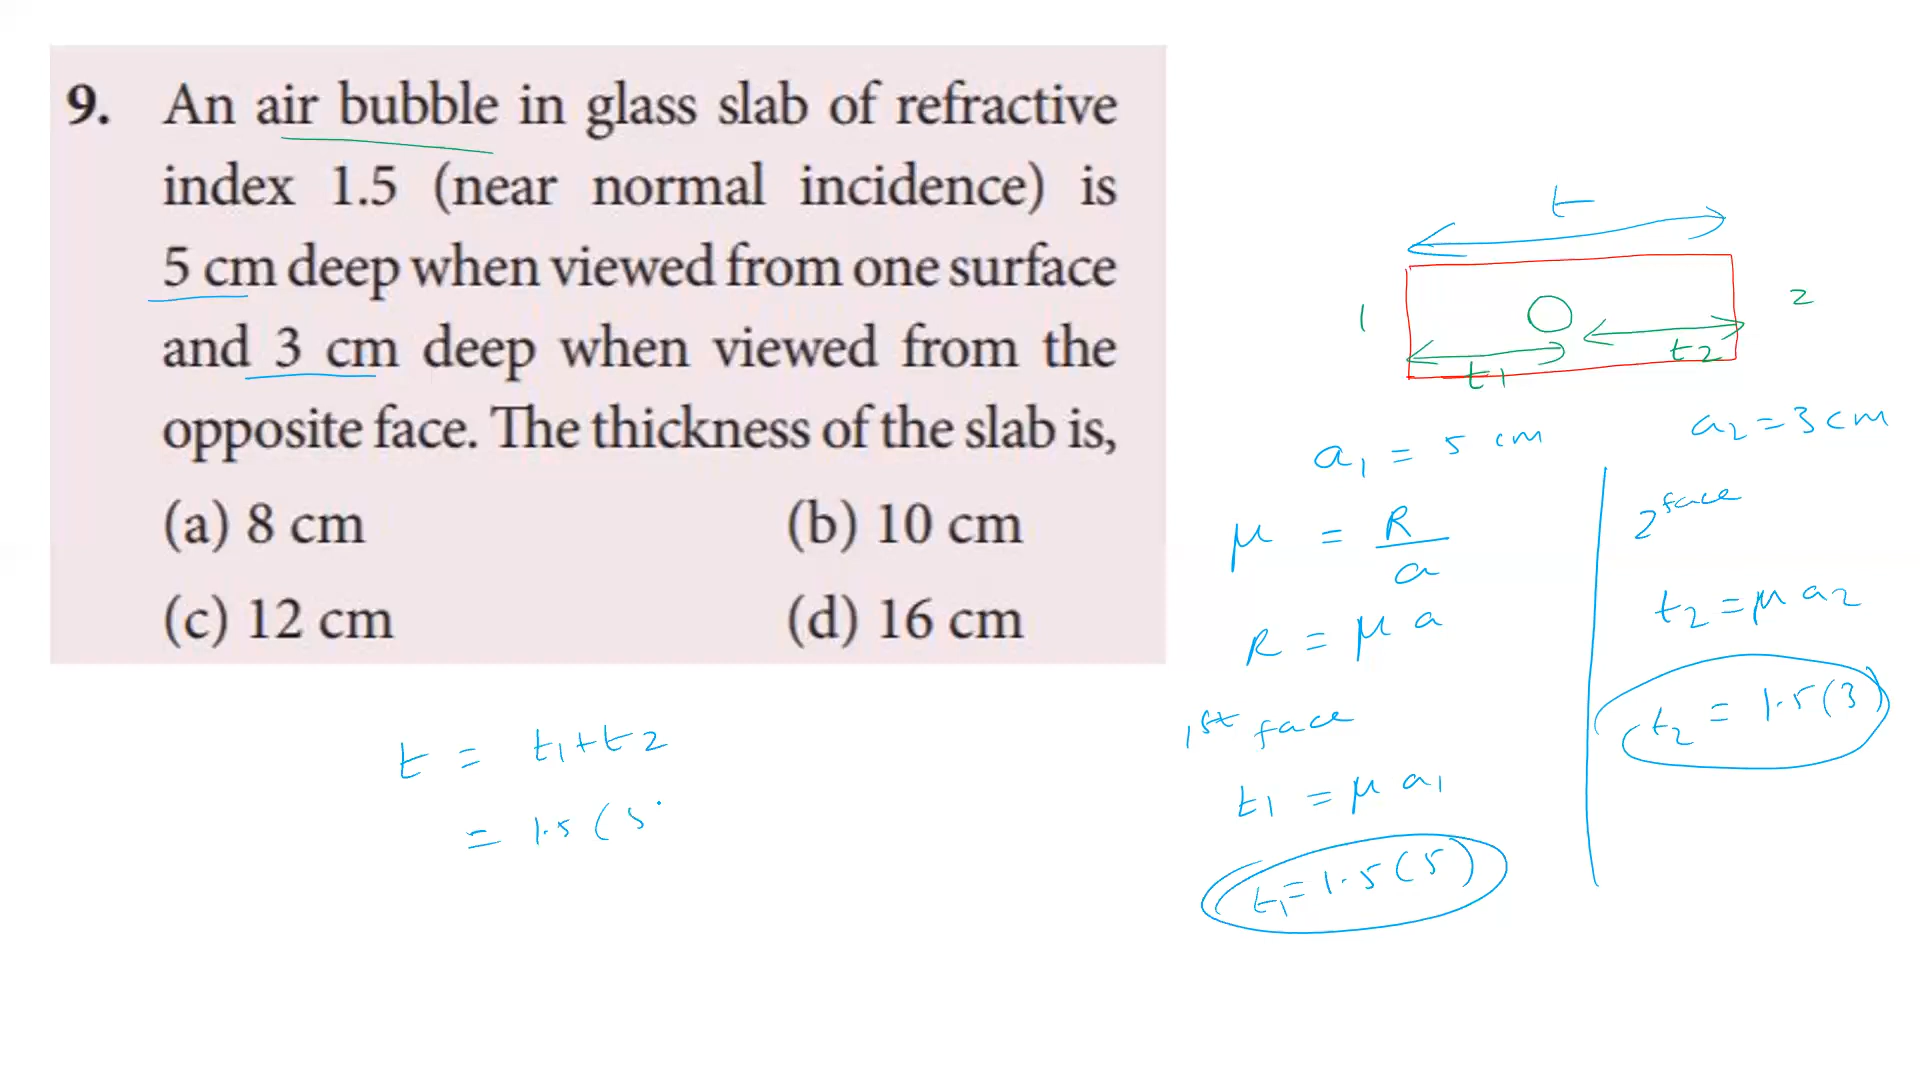 9. An air bubble in glass slab of refractive
index 1.5 (near normal incidence) is
5 cm deep when viewed from one surface
and 3 cm deep when viewed from the
opposite face. The thickness of the slab is,
(a) 8 cm (b) 10 cm
(c) 12 cm (d) 16 cm
t
1 2
t1 t2
a1 = 5 cm a2 = 3 cm
μ = R/a
R = μ a
1st face
t1 = μ a1
t1 = 1.5 (5)
2 face
t2 = μ a2
t2 = 1.5 (3)
t = t1 + t2
= 1.5 (5